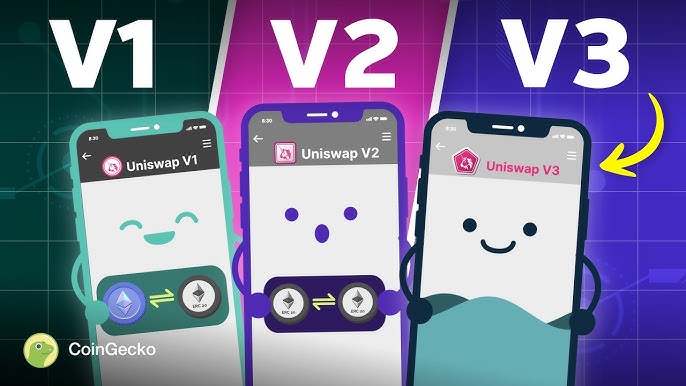 V1
V2
V3
8:30
Uniswap V1
ERC 20
8:30
Uniswap V2
ERC 20
ERC 20
8:30
Uniswap V3
CoinGecko